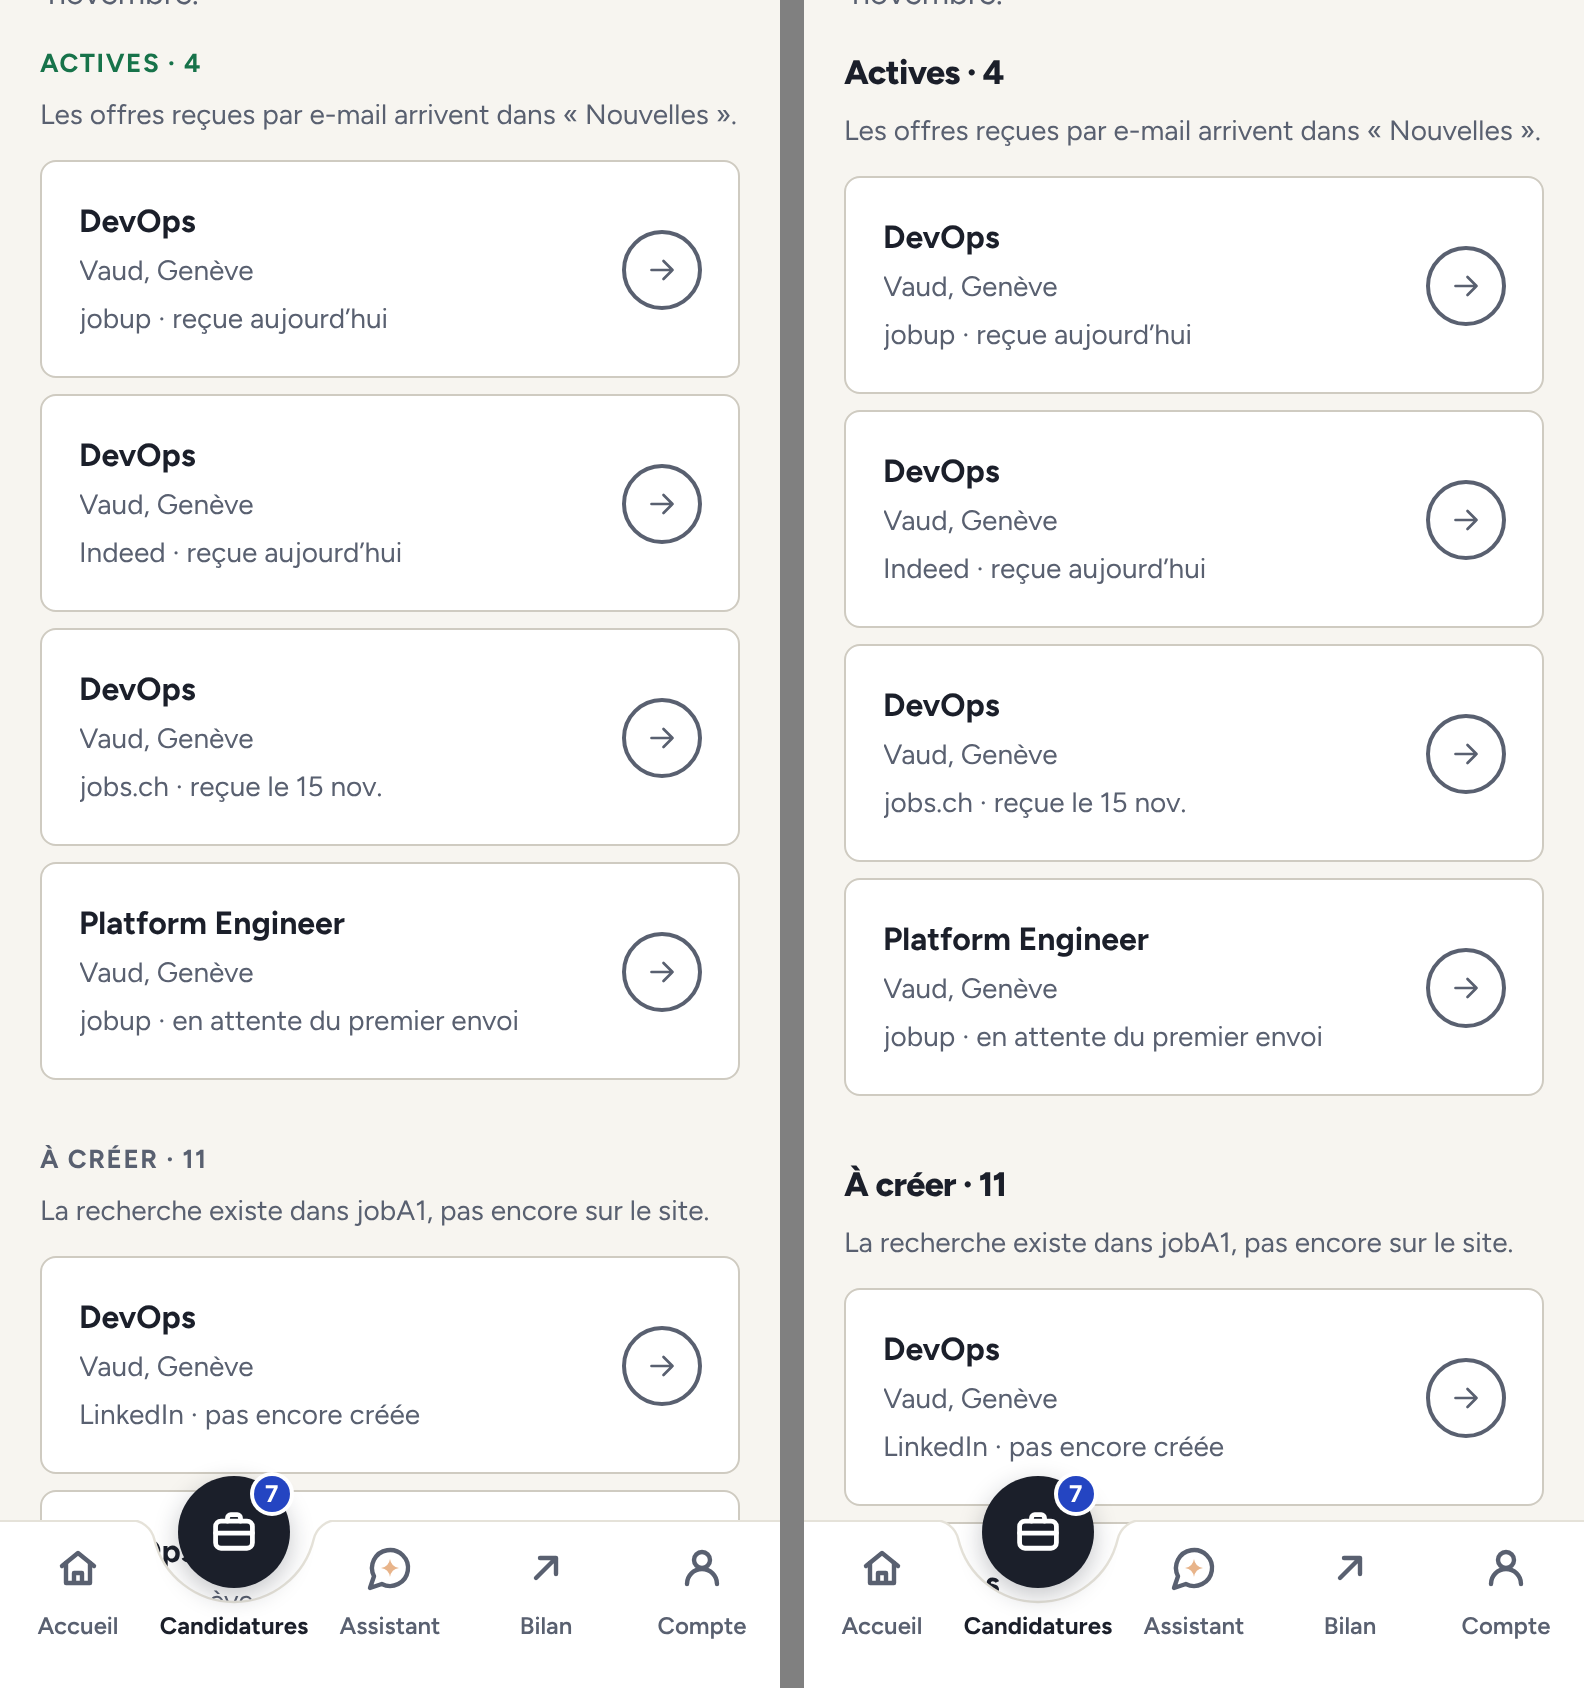 novembre.
ACTIVES · 4
Les offres reçues par e-mail arrivent dans « Nouvelles ».
DevOps
Vaud, Genève
jobup · reçue aujourd’hui
DevOps
Vaud, Genève
Indeed · reçue aujourd’hui
DevOps
Vaud, Genève
jobs.ch · reçue le 15 nov.
Platform Engineer
Vaud, Genève
jobup · en attente du premier envoi
À CRÉER · 11
La recherche existe dans jobA1, pas encore sur le site.
DevOps
Vaud, Genève
LinkedIn · pas encore créée
7
Accueil
Candidatures
Assistant
Bilan
Compte
novembre.
Actives · 4
Les offres reçues par e-mail arrivent dans « Nouvelles ».
DevOps
Vaud, Genève
jobup · reçue aujourd’hui
DevOps
Vaud, Genève
Indeed · reçue aujourd’hui
DevOps
Vaud, Genève
jobs.ch · reçue le 15 nov.
Platform Engineer
Vaud, Genève
jobup · en attente du premier envoi
À créer · 11
La recherche existe dans jobA1, pas encore sur le site.
DevOps
Vaud, Genève
LinkedIn · pas encore créée
7
Accueil
Candidatures
Assistant
Bilan
Compte